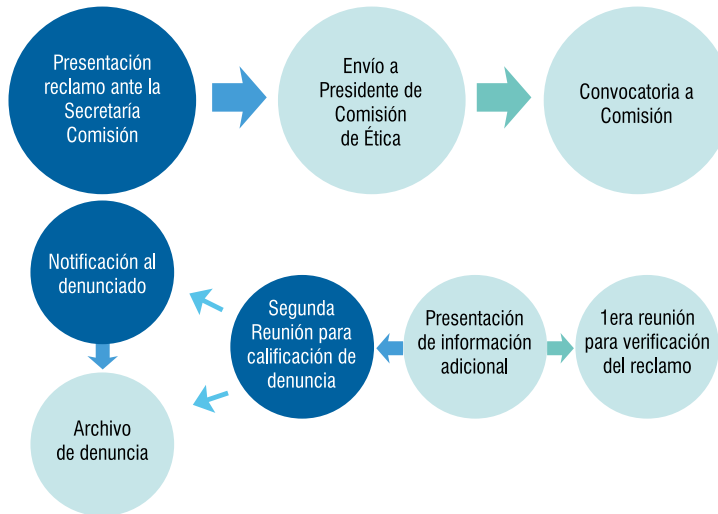 Presentación
reclamo ante la
Secretaría
Comisión
Envío a
Presidente de
Comisión
de Ética
Convocatoria a
Comisión
Notificación al
denunciado
Segunda
Reunión para
calificación de
denuncia
Presentación
de información
adicional
1era reunión
para verificación
del reclamo
Archivo
de denuncia